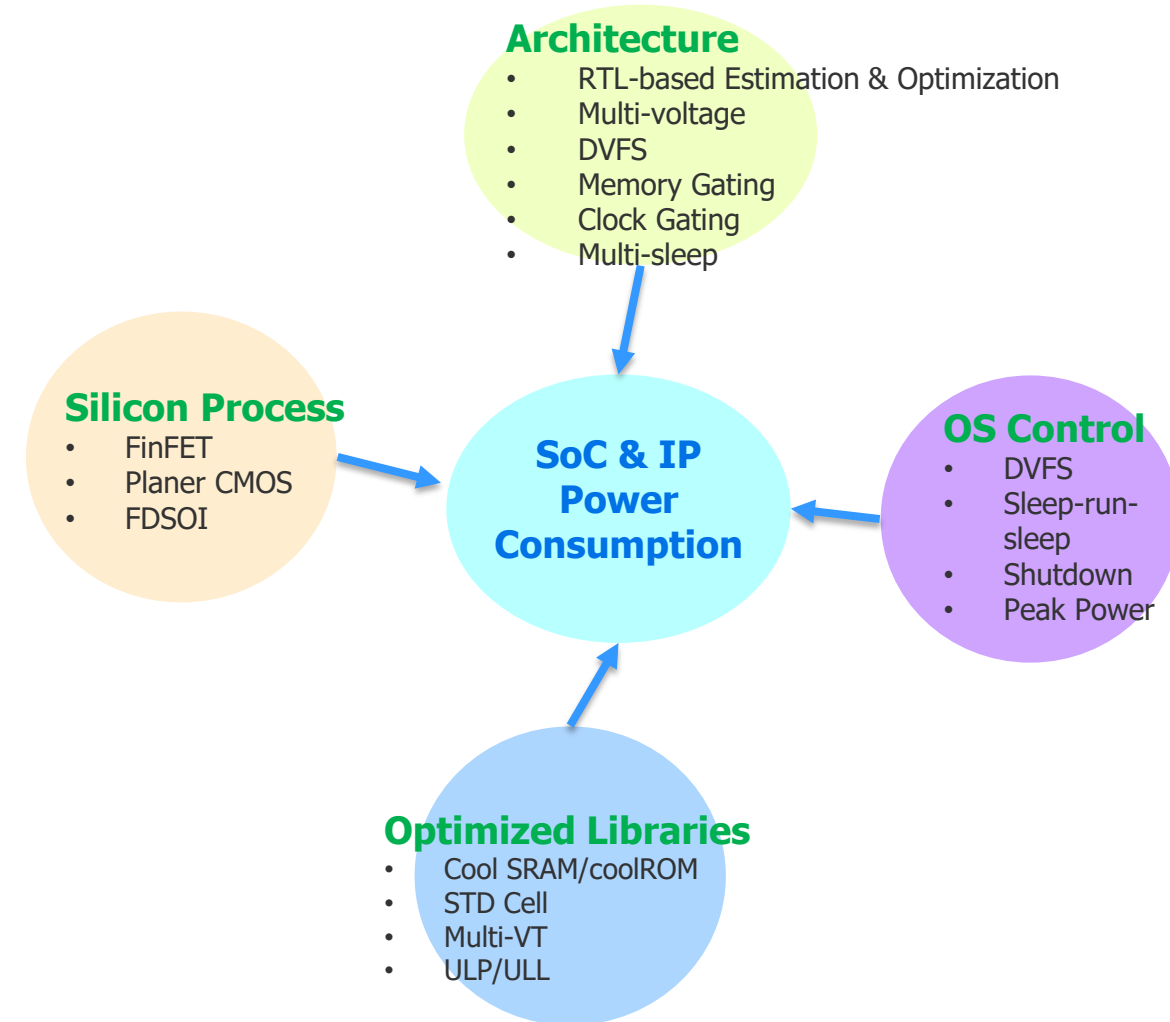 Architecture
• RTL-based Estimation & Optimization
• Multi-voltage
• DVFS
• Memory Gating
• Clock Gating
• Multi-sleep
Silicon Process
• FinFET
• Planer CMOS
• FDSOI
SoC & IP
Power
Consumption
OS Control
• DVFS
• Sleep-run-
sleep
• Shutdown
• Peak Power
Optimized Libraries
• Cool SRAM/coolROM
• STD Cell
• Multi-VT
• ULP/ULL